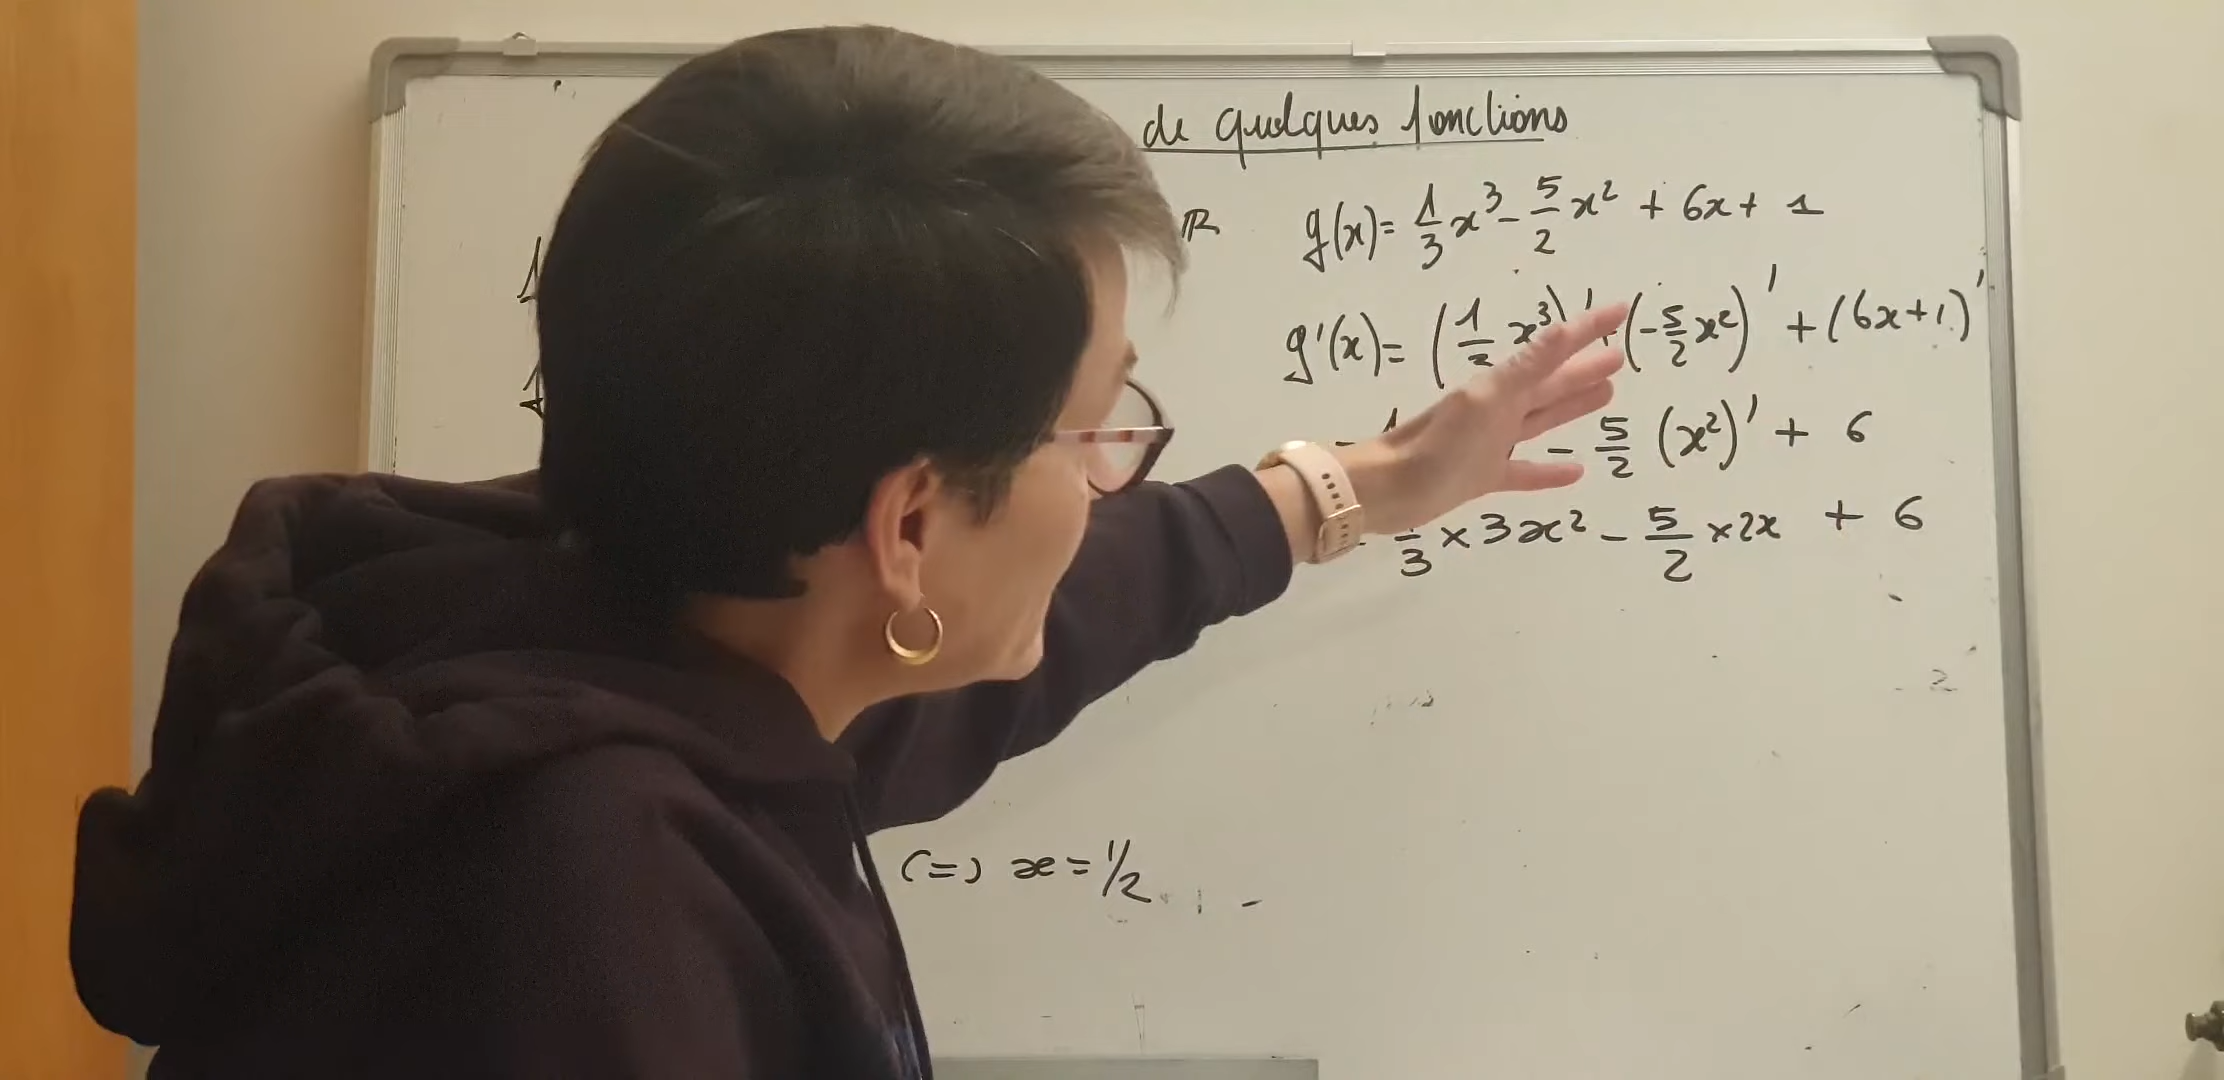 de quelques fonctions
ℝ g(x)= 1/3 x³ - 5/2 x² + 6x + 1
g'(x)= (1/3 x³)' + (-5/2 x²)' + (6x+1)'
- 5/2 (x²)' + 6
1/3 × 3x² - 5/2 × 2x + 6
(=) x = 1/2